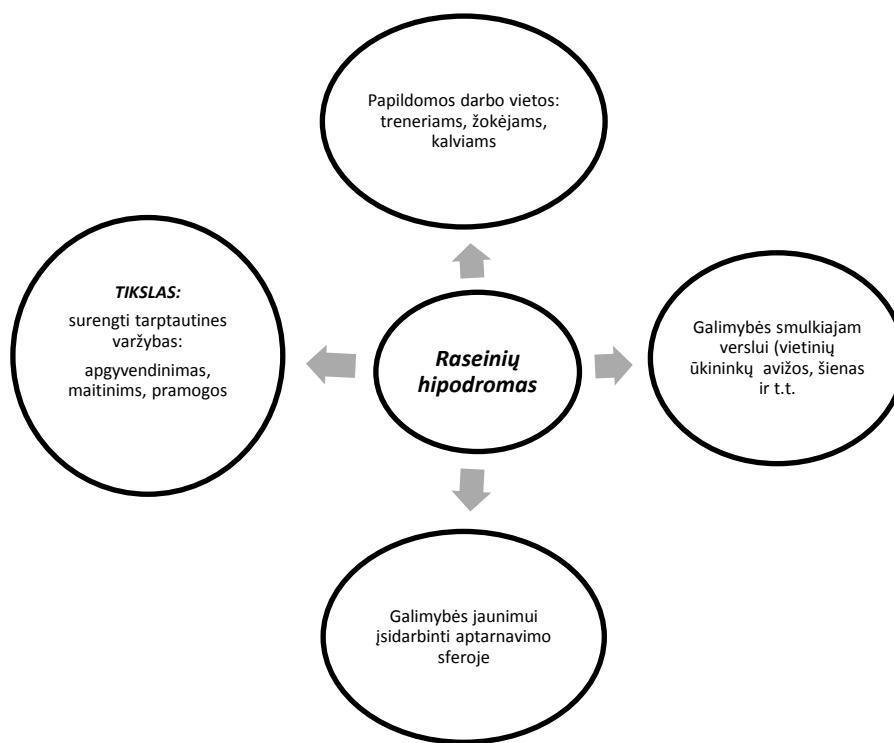 Papildomos darbo vietos:
treneriams, žokėjams,
kalviams
TIKSLAS:
surengti tarptautines
varžybas:
apgyvendinimas,
maitinims, pramogos
Raseinių
hipodromas
Galimybės smulkiajam
verslui (vietinių
ūkininkų avižos, šienas
ir t.t.
Galimybės jaunimui
įsidarbinti aptarnavimo
sferoje